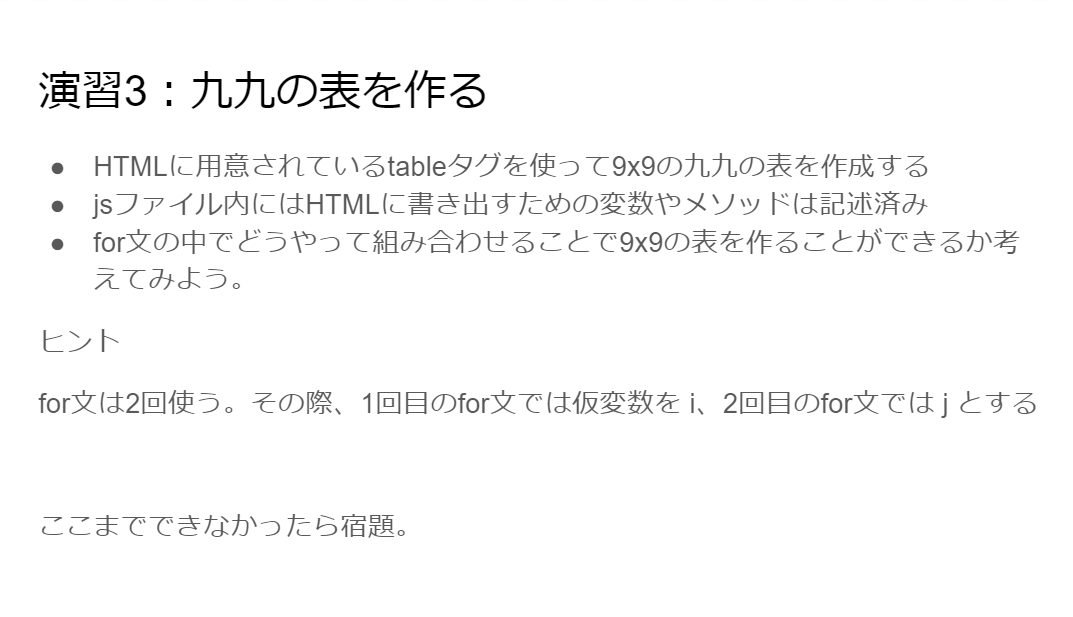 演習3：九九の表を作る
● HTMLに用意されているtableタグを使って9x9の九九の表を作成する
● jsファイル内にはHTMLに書き出すための変数やメソッドは記述済み
● for文の中でどうやって組み合わせることで9x9の表を作ることができるか考
えてみよう。
ヒント
for文は2回使う。その際、1回目のfor文では仮変数を i、2回目のfor文では j とする
ここまでできなかったら宿題。